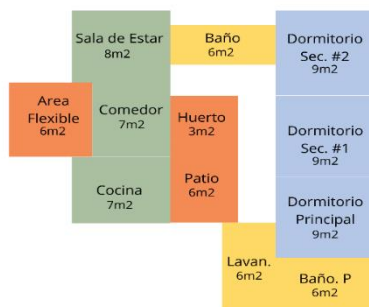 Sala de Estar
8m2
Baño
6m2
Dormitorio
Sec. #2
9m2
Area
Flexible
6m2
Comedor
7m2
Huerto
3m2
Dormitorio
Sec. #1
9m2
Cocina
7m2
Patio
6m2
Dormitorio
Principal
9m2
Lavan.
6m2
Baño. P
6m2